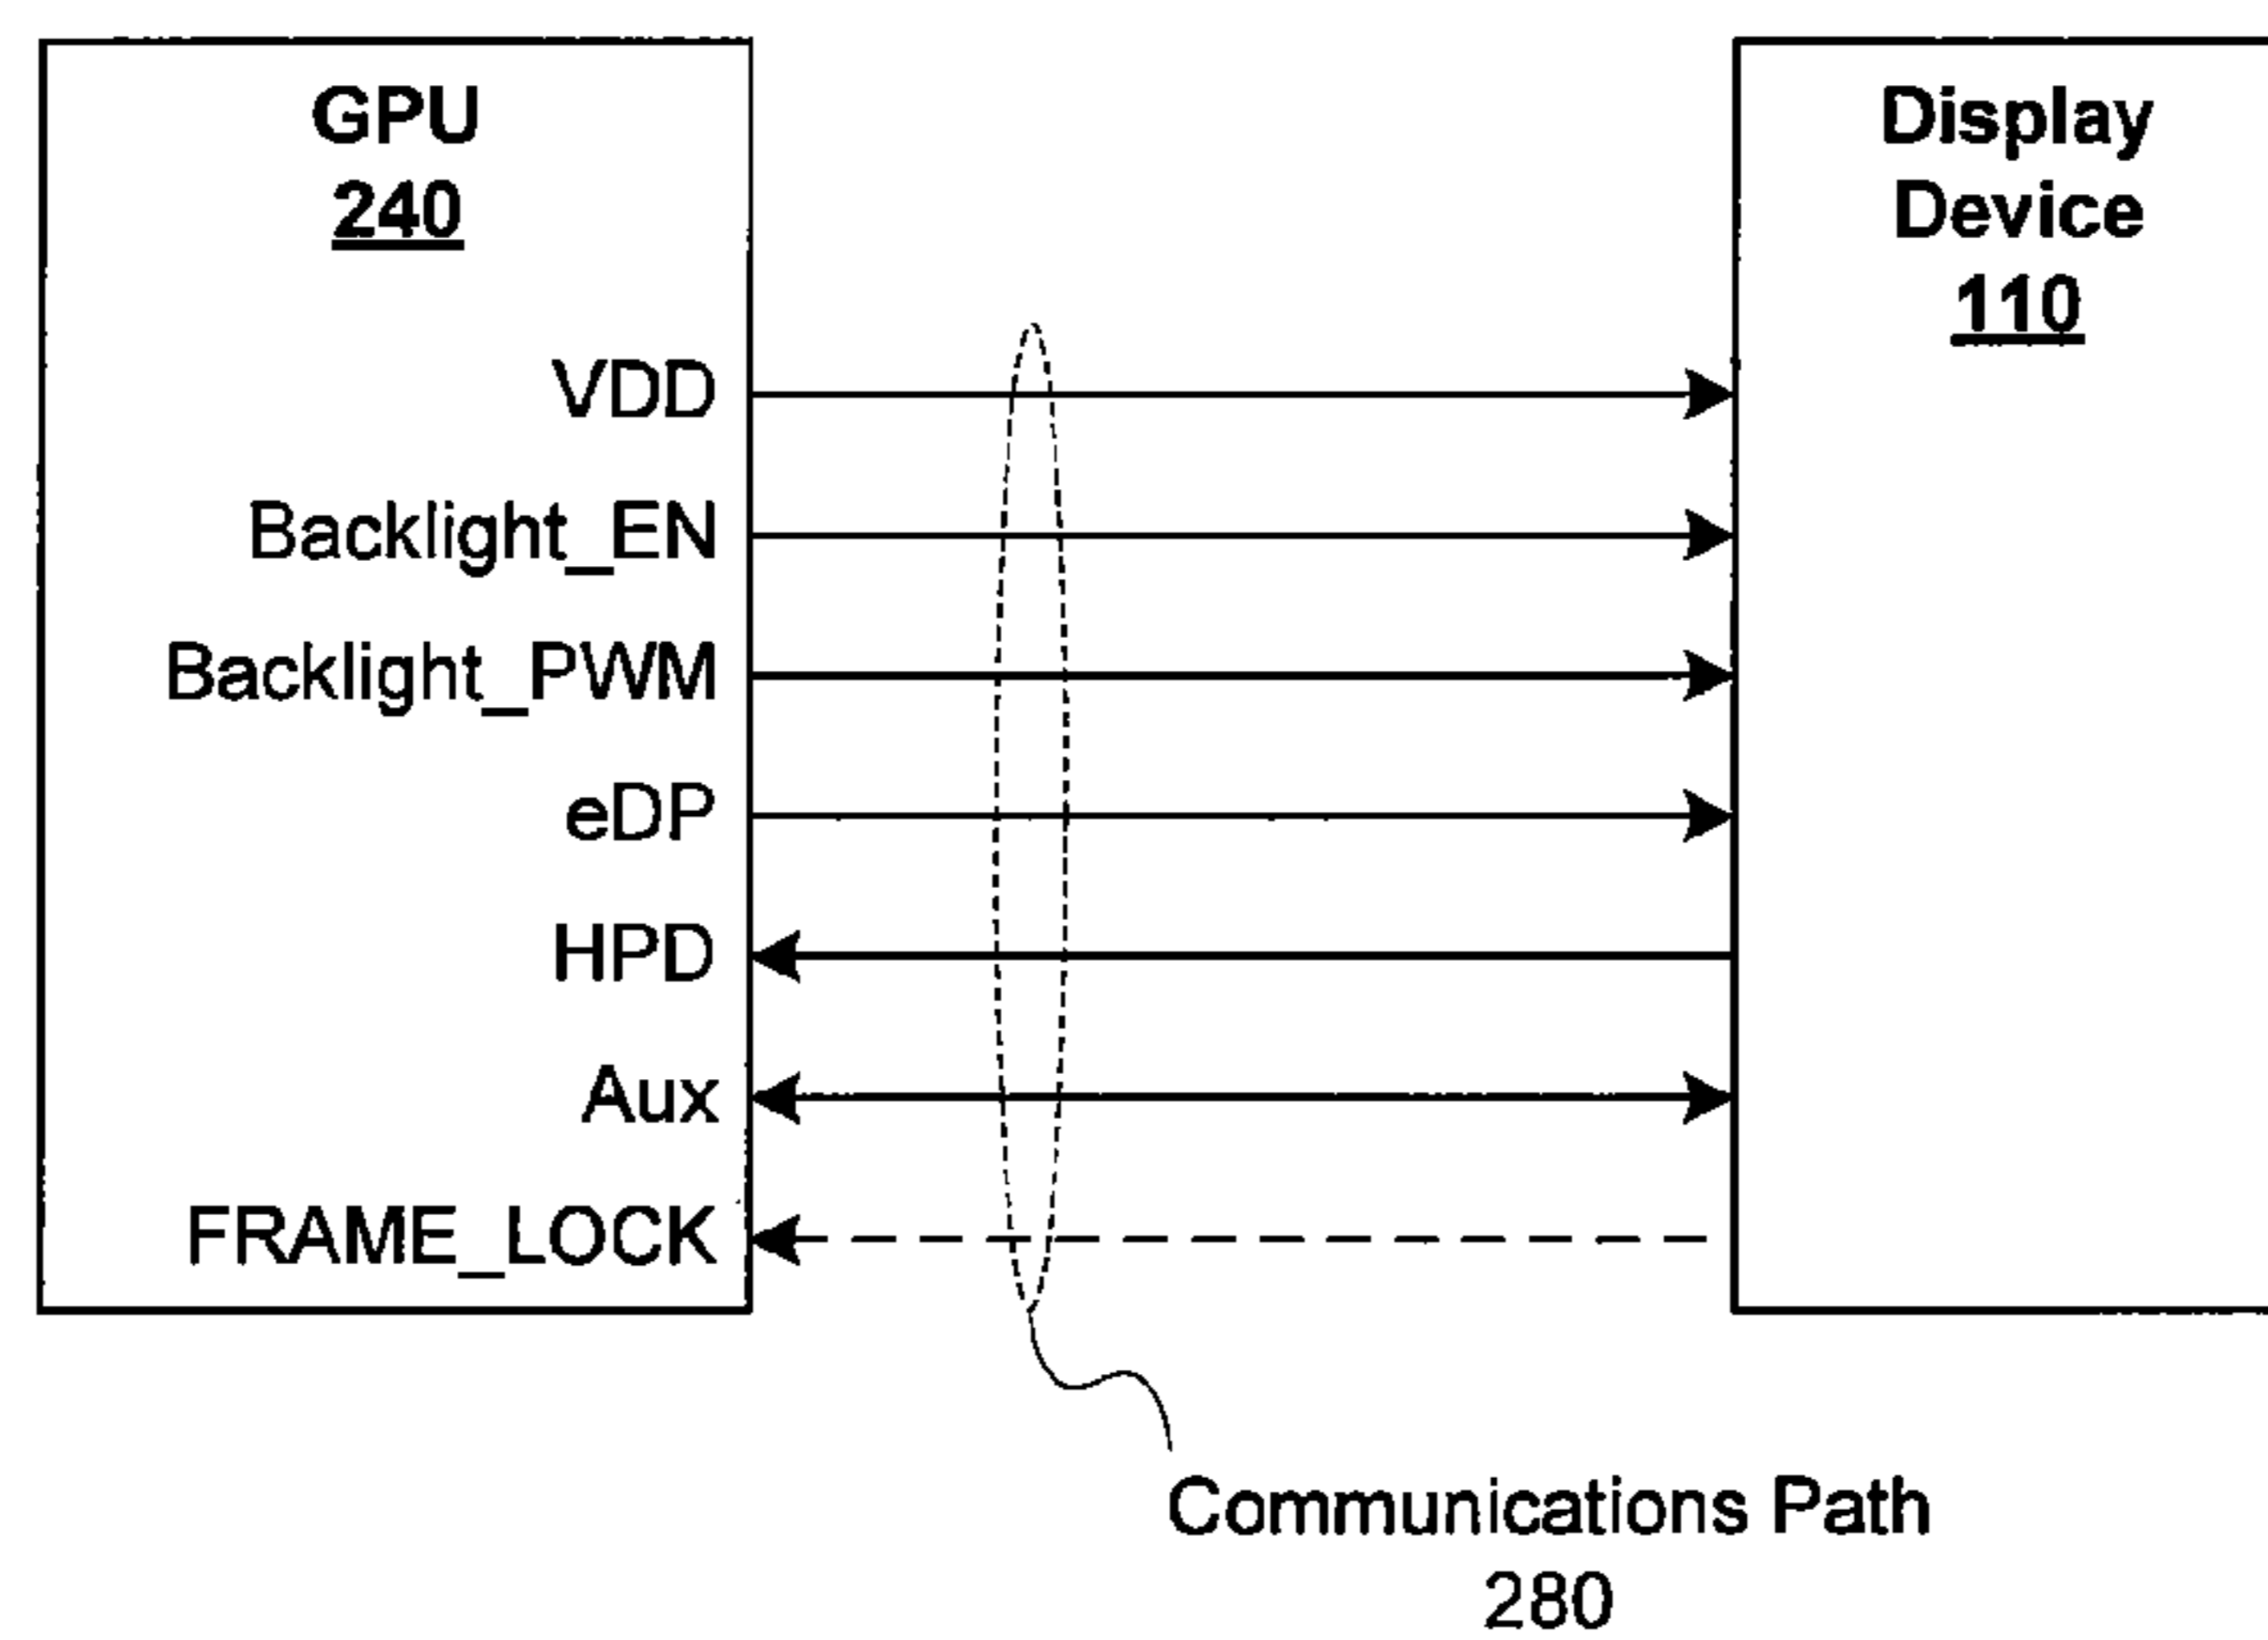 GPU
240
Display
Device
110
VDD
Backlight_EN
Backlight_PWM
eDP
HPD
Aux
FRAME_LOCK
Communications Path
280